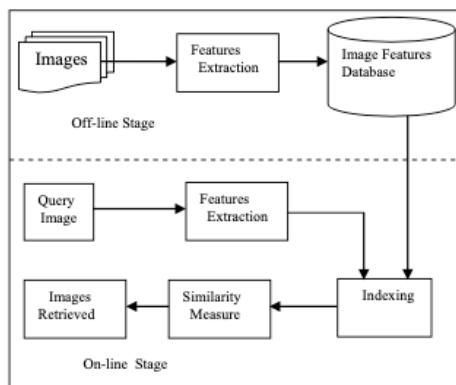 Images
Features
Extraction
Image Features
Database
Off-line Stage
Query
Image
Features
Extraction
Images
Retrieved
Similarity
Measure
Indexing
On-line Stage